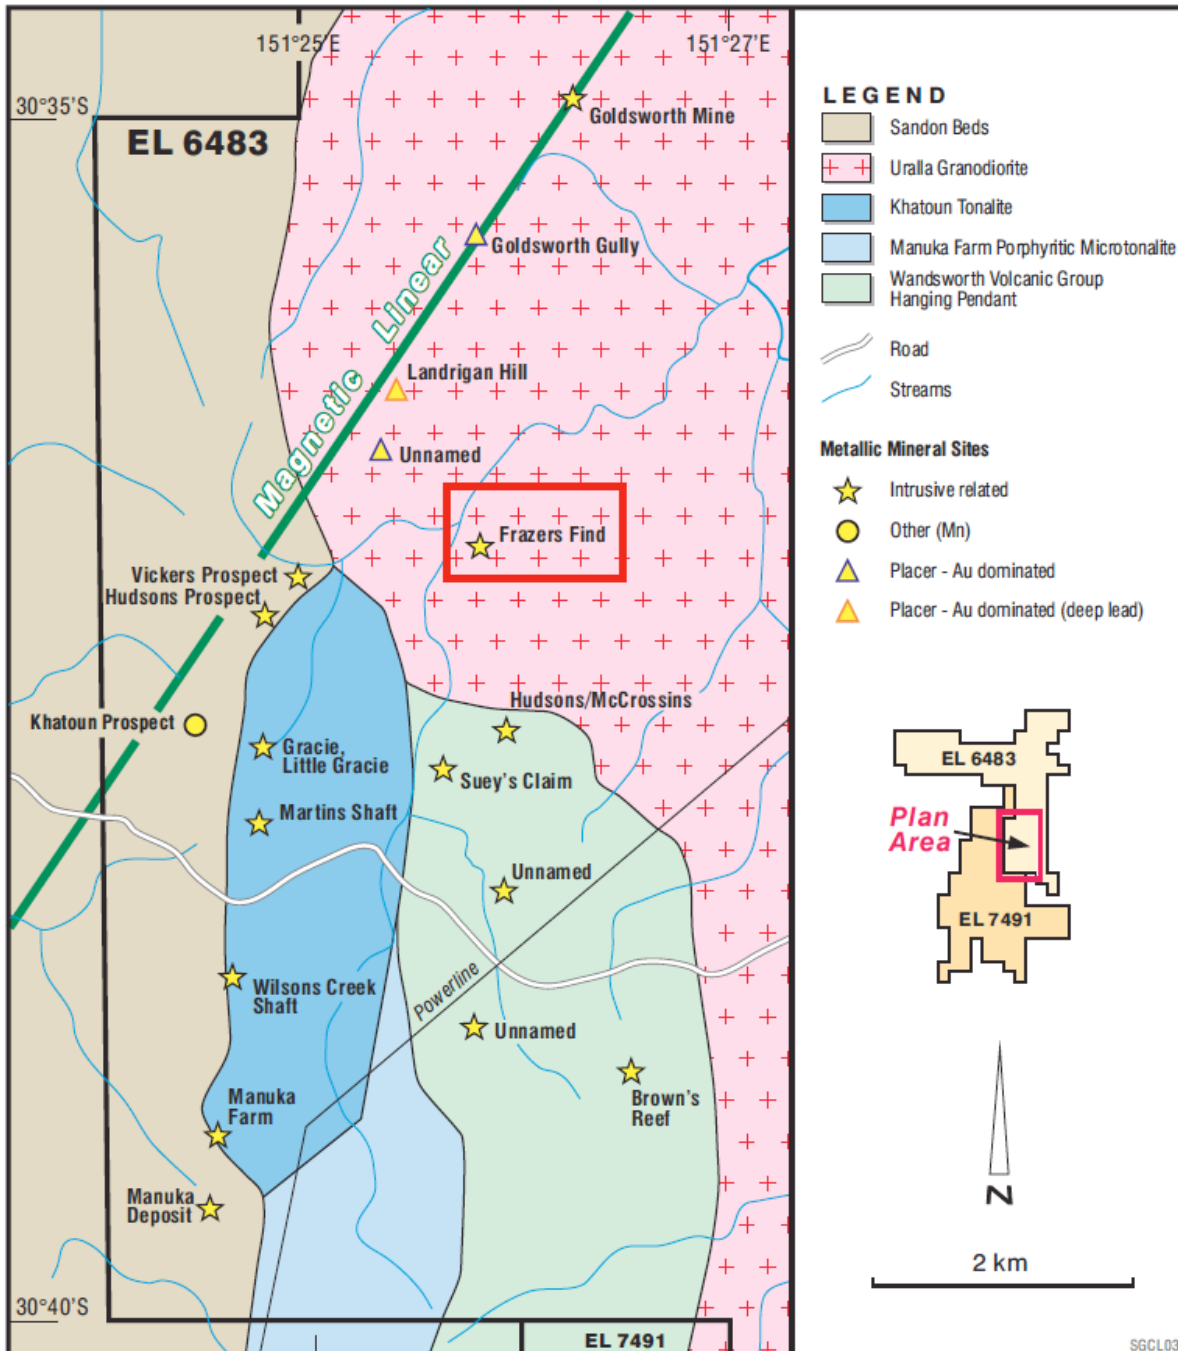 151°25'E
151°27'E
30°35'S
EL 6483
Goldsworth Mine
Goldsworth Gully
Magnetic Linear
Landrigan Hill
Unnamed
Frazers Find
Vickers Prospect
Hudsons Prospect
Khatoun Prospect
Hudsons/McCrossins
Gracie,
Little Gracie
Suey's Claim
Martins Shaft
Unnamed
Wilsons Creek
Shaft
Powerline
Unnamed
Manuka
Farm
Brown's
Reef
Manuka
Deposit
30°40'S
EL 7491
LEGEND
Sandon Beds
Uralla Granodiorite
Khatoun Tonalite
Manuka Farm Porphyritic Microtonalite
Wandsworth Volcanic Group
Hanging Pendant
Road
Streams
Metallic Mineral Sites
Intrusive related
Other (Mn)
Placer - Au dominated
Placer - Au dominated (deep lead)
EL 6483
Plan
Area
EL 7491
N
2 km
SGCL03